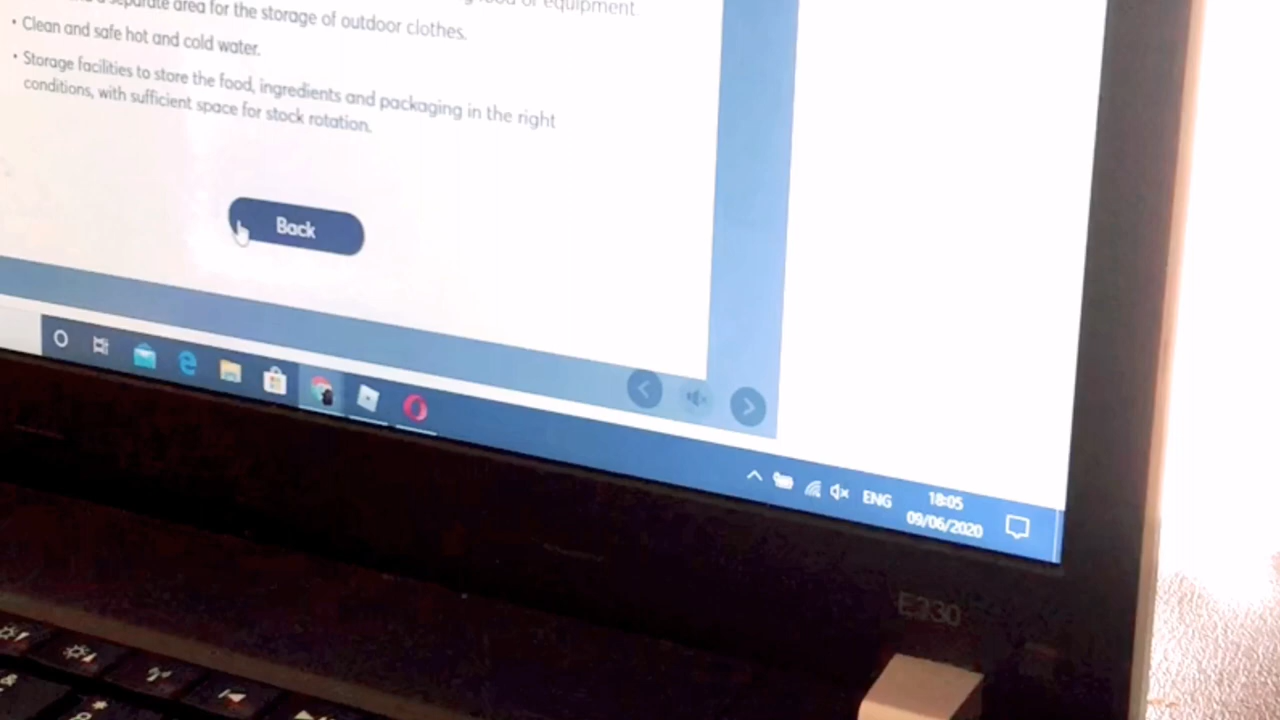 separate area for the storage of outdoor clothes.
• Clean and safe hot and cold water.
• Storage facilities to store the food, ingredients and packaging in the right
conditions, with sufficient space for stock rotation.
Back
ENG
18:05
09/06/2020
E330